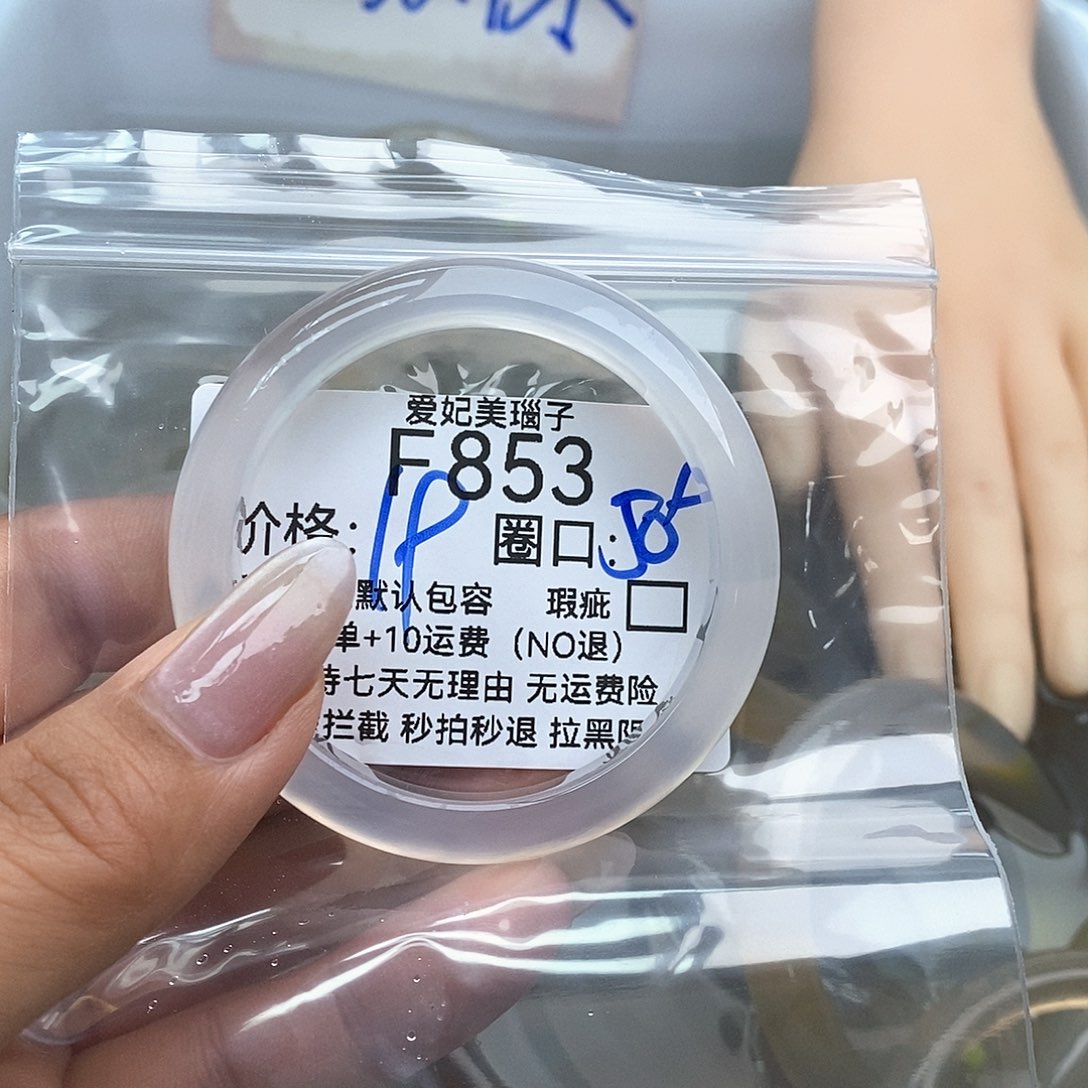 爱妃美瑙子
F853
价格: 圈口:
默认包容 瑕疵
单+10运费（NO退）
持七天无理由 无运费险
拦截 秒拍秒退 拉黑